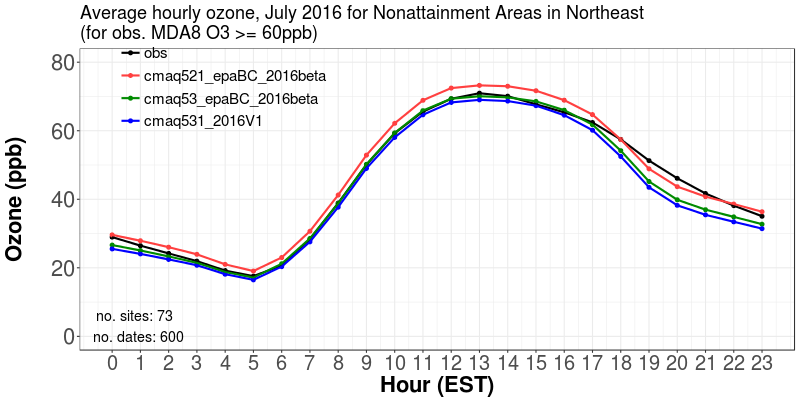 Average hourly ozone, July 2016 for Nonattainment Areas in Northeast
(for obs. MDA8 O3 >= 60ppb)
obs
cmaq521_epaBC_2016beta
cmaq53_epaBC_2016beta
cmaq531_2016V1
80
60
40
20
0
Ozone (ppb)
no. sites: 73
no. dates: 600
0 1 2 3 4 5 6 7 8 9 10 11 12 13 14 15 16 17 18 19 20 21 22 23
Hour (EST)